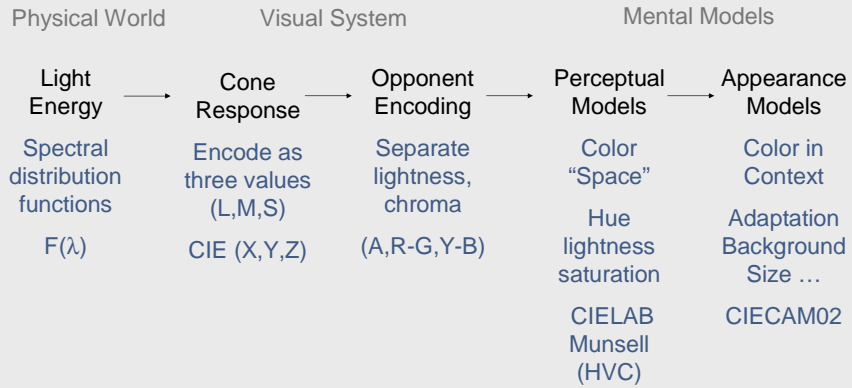 Physical World
Visual System
Mental Models
Light
Energy
Spectral
distribution
functions
F(λ)
Cone
Response
Encode as
three values
(L,M,S)
CIE (X,Y,Z)
Opponent
Encoding
Separate
lightness,
chroma
(A,R-G,Y-B)
Perceptual
Models
Color
“Space”
Hue
lightness
saturation
CIELAB
Munsell
(HVC)
Appearance
Models
Color in
Context
Adaptation
Background
Size …
CIECAM02